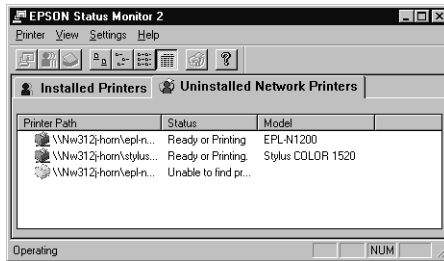 EPSON Status Monitor 2
Printer View Settings Help
Installed Printers Uninstalled Network Printers
Printer Path Status Model
\\Nw312j-horn\epl-n... Ready or Printing EPL-N1200
\\Nw312j-horn\stylus... Ready or Printing. Stylus COLOR 1520
\\Nw312j-horn\epl-n... Unable to find pr...
Operating NUM